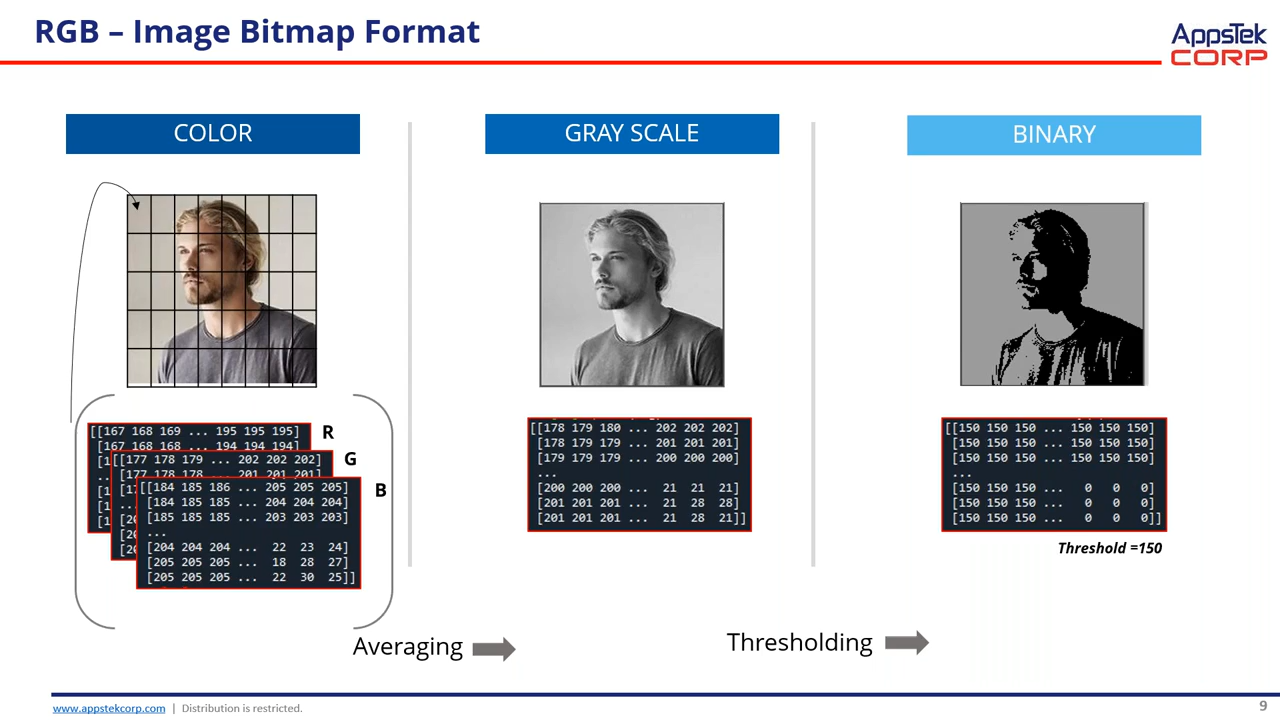 RGB – Image Bitmap Format
AppsTek
CORP
COLOR
GRAY SCALE
BINARY
[[167 168 169 ... 195 195 195]
[167 168 168 ... 194 194 194]
R
[[177 178 179 ... 202 202 202]
[177 178 178 ... 201 201 201]
G
[[184 185 186 ... 205 205 205]
[184 185 185 ... 204 204 204]
[185 185 185 ... 203 203 203]
...
[204 204 204 ... 22 23 24]
[205 205 205 ... 18 28 27]
[205 205 205 ... 22 30 25]]
B
[[178 179 180 ... 202 202 202]
[178 179 179 ... 201 201 201]
[179 179 179 ... 200 200 200]
...
[200 200 200 ... 21 21 21]
[201 201 201 ... 21 28 28]
[201 201 201 ... 21 28 21]]
[[150 150 150 ... 150 150 150]
[150 150 150 ... 150 150 150]
[150 150 150 ... 150 150 150]
...
[150 150 150 ... 0 0 0]
[150 150 150 ... 0 0 0]
[150 150 150 ... 0 0 0]]
Threshold =150
Averaging
Thresholding
www.appstekcorp.com | Distribution is restricted.
9